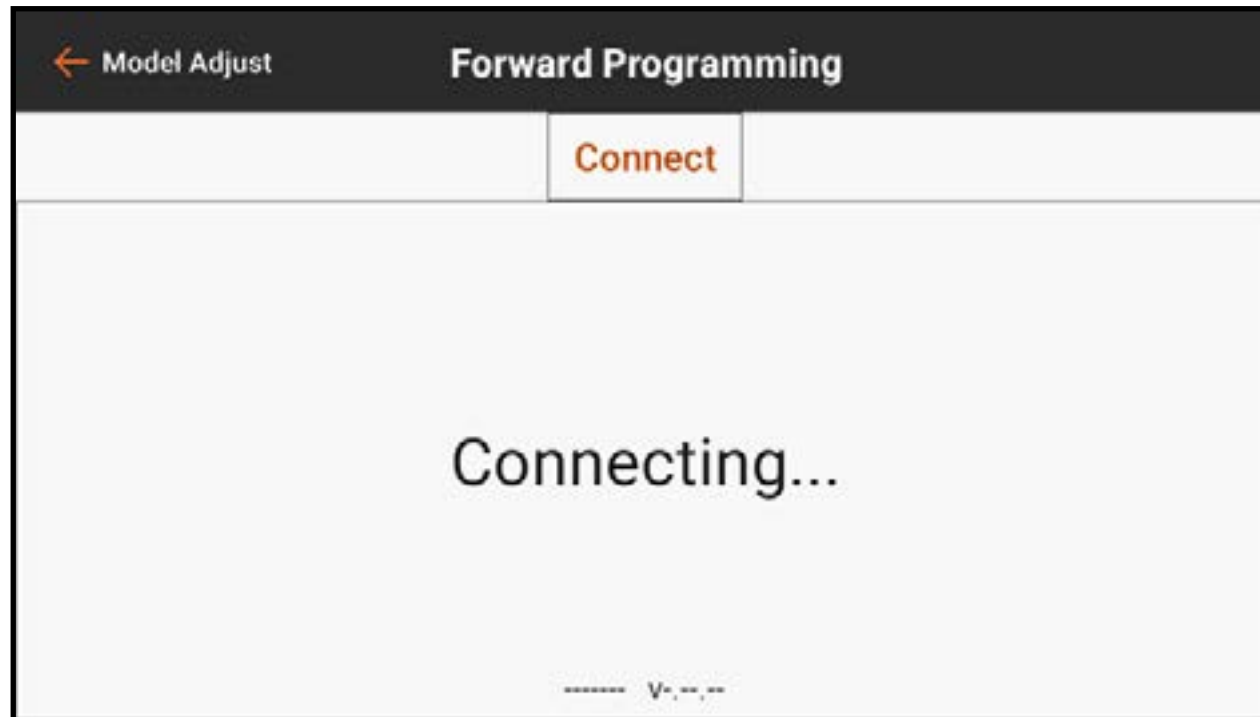 Model Adjust
Forward Programming
Connect
Connecting...
------- v-.--.--